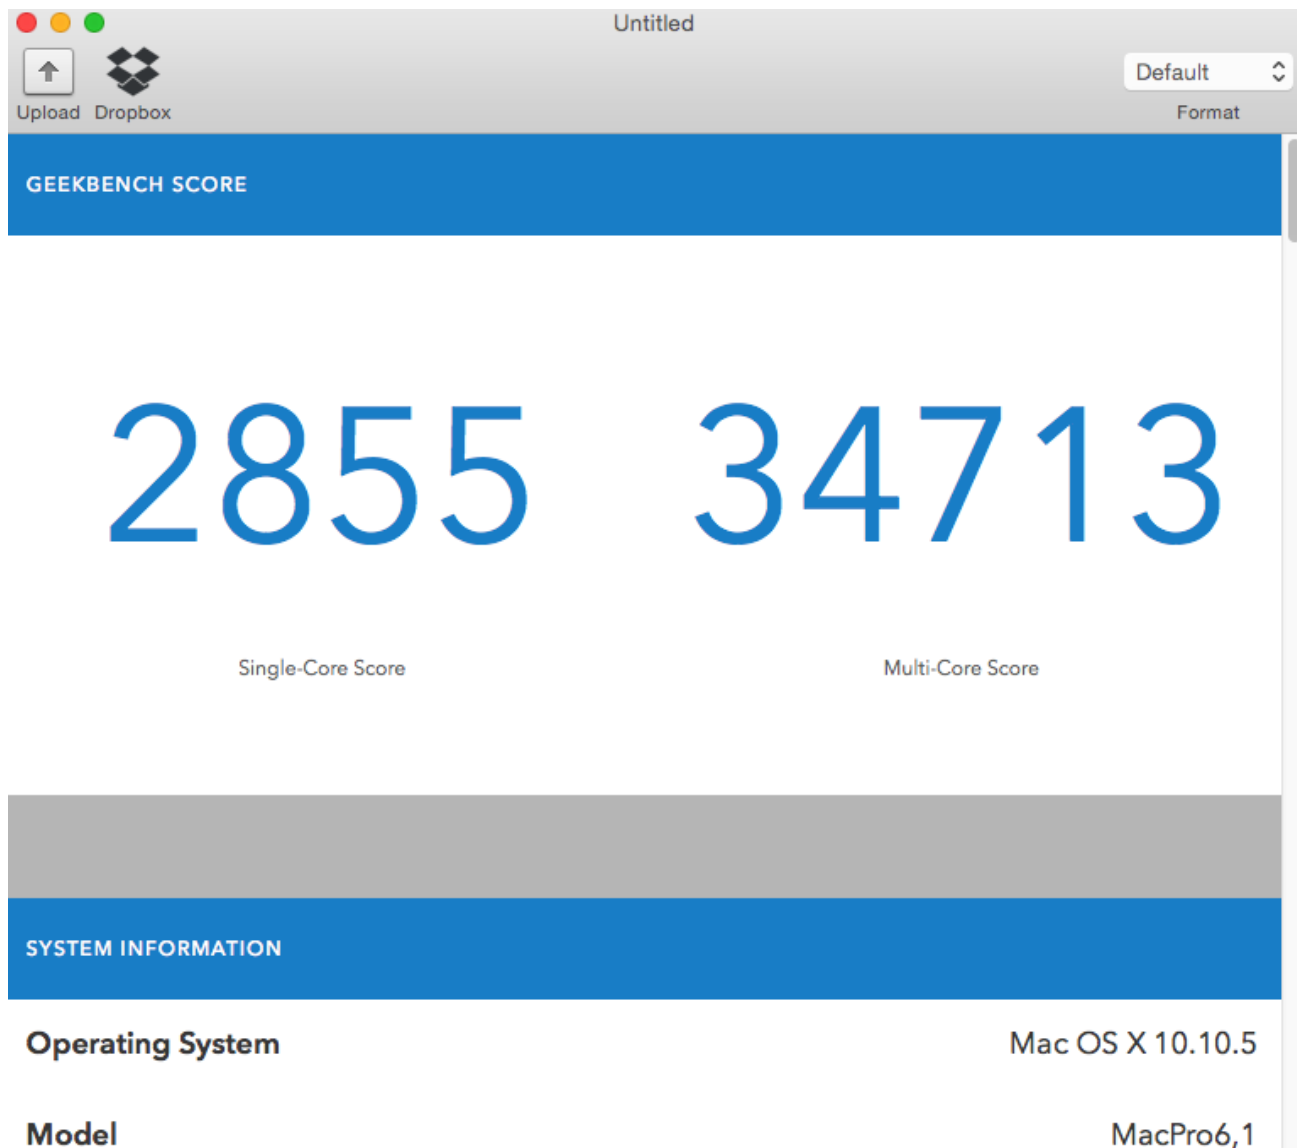 Untitled
Default
Upload Dropbox
Format
GEEKBENCH SCORE
2855 34713
Single-Core Score Multi-Core Score
SYSTEM INFORMATION
Operating System Mac OS X 10.10.5
Model MacPro6,1